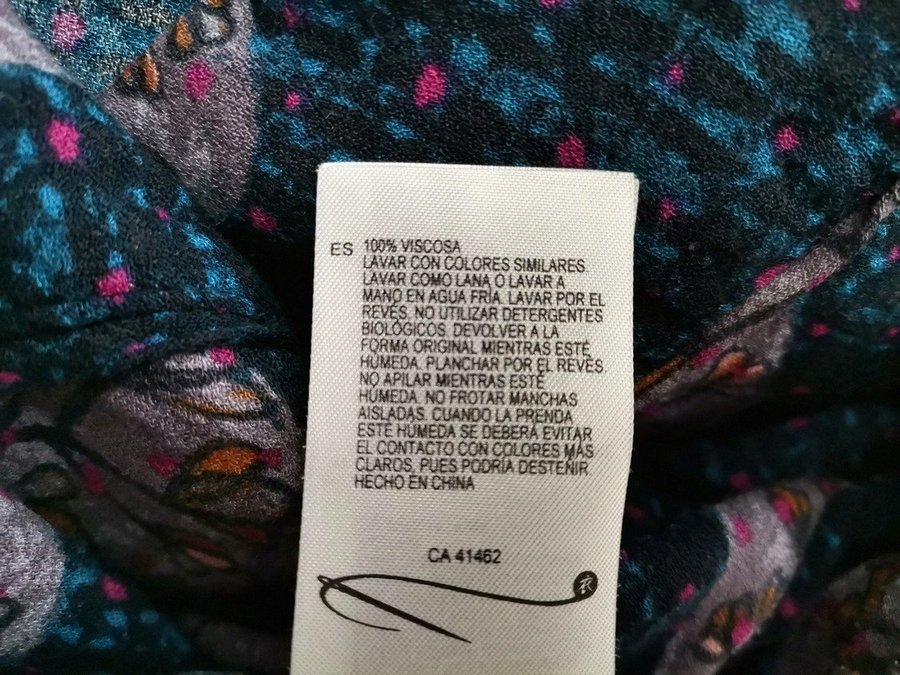 ES 100% VISCOSA
LAVAR CON COLORES SIMILARES.
LAVAR COMO LANA O LAVAR A
MANO EN AGUA FRÍA. LAVAR POR EL
REVÉS. NO UTILIZAR DETERGENTES
BIOLÓGICOS. DEVOLVER A LA
FORMA ORIGINAL MIENTRAS ESTÉ
HÚMEDA. PLANCHAR POR EL REVÉS.
NO APILAR MIENTRAS ESTÉ
HÚMEDA. NO FROTAR MANCHAS
AISLADAS. CUANDO LA PRENDA
ESTÉ HÚMEDA SE DEBERÁ EVITAR
EL CONTACTO CON COLORES MÁS
CLAROS, PUES PODRÍA DESTEÑIR.
HECHO EN CHINA
CA 41462